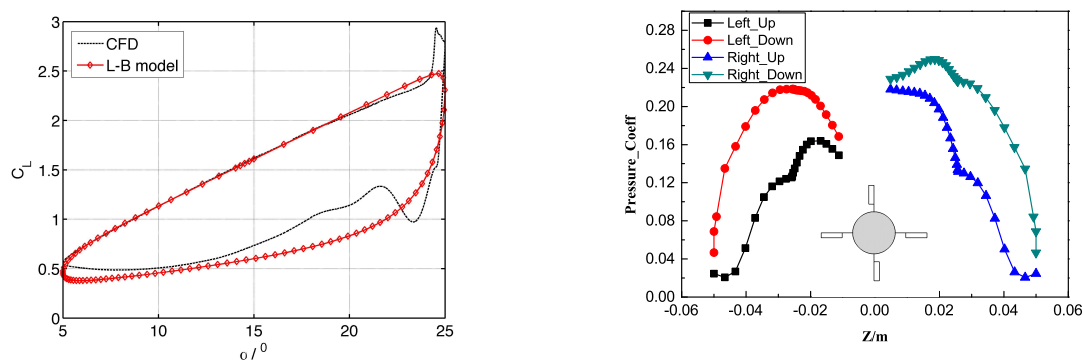 3
2.5
2
1.5
1
0.5
0
C_L
5
10
15
20
25
α / ⁰
CFD
L-B model
0.28
0.24
0.20
0.16
0.12
0.08
0.04
0.00
Pressure_Coeff
-0.06
-0.04
-0.02
0.00
0.02
0.04
0.06
Z/m
Left_Up
Left_Down
Right_Up
Right_Down